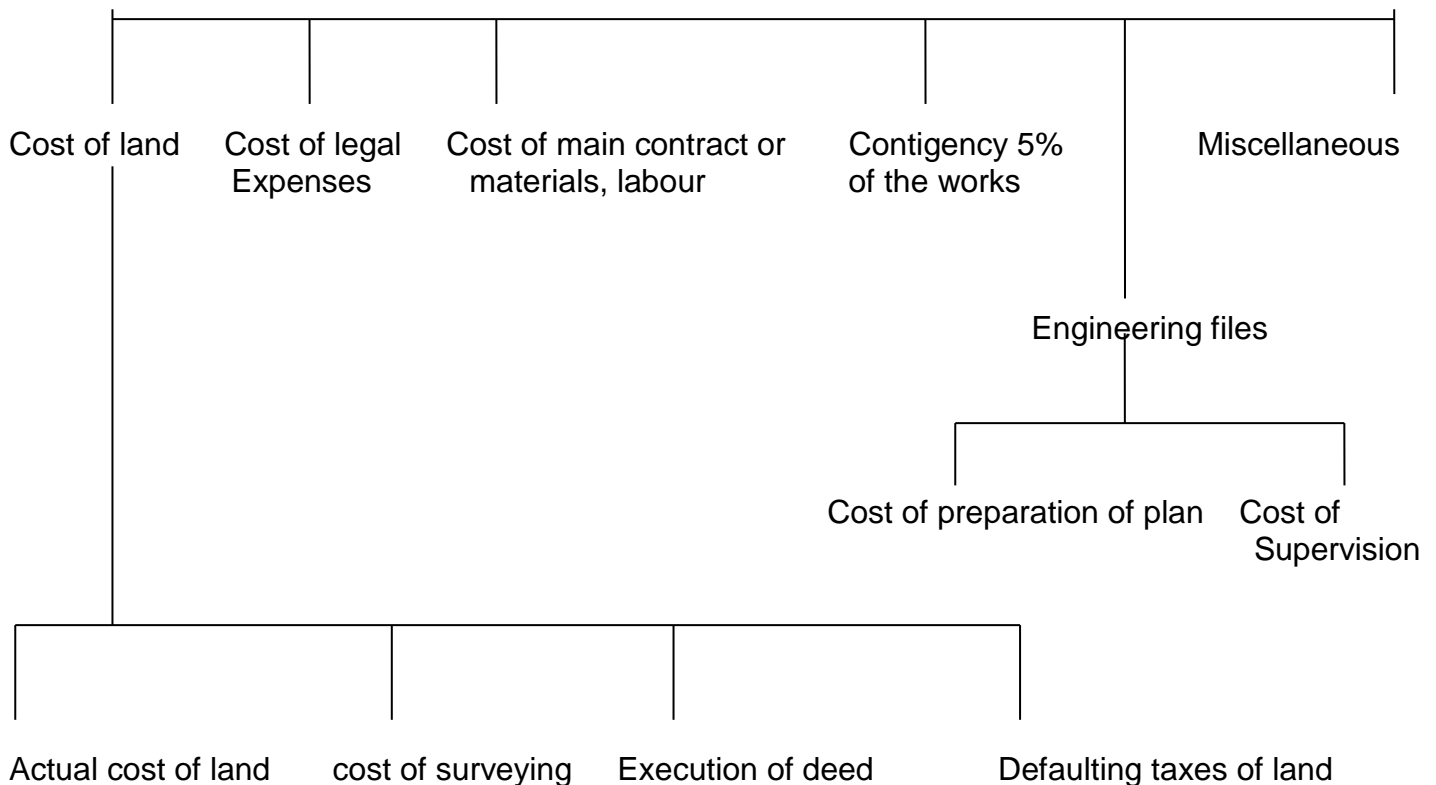 Cost of land
Cost of legal
Expenses
Cost of main contract or
materials, labour
Contigency 5%
of the works
Miscellaneous
Engineering files
Cost of preparation of plan
Cost of
Supervision
Actual cost of land
cost of surveying
Execution of deed
Defaulting taxes of land